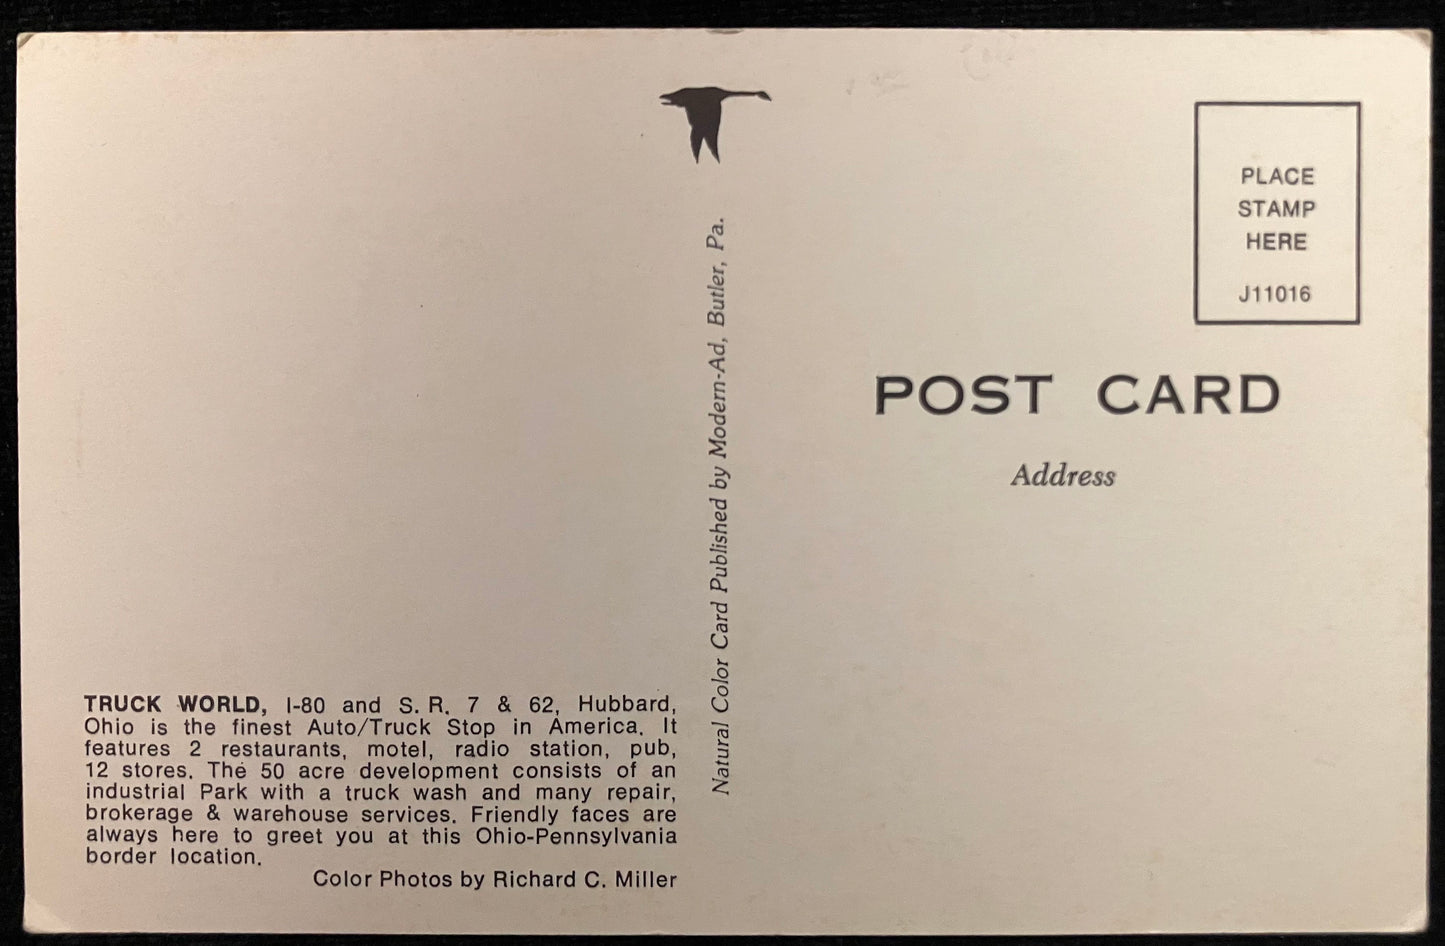 TRUCK WORLD, I-80 and S.R. 7 & 62, Hubbard,
Ohio is the finest Auto/Truck Stop in America. It
features 2 restaurants, motel, radio station, pub,
12 stores. The 50 acre development consists of an
industrial Park with a truck wash and many repair,
brokerage & warehouse services. Friendly faces are
always here to greet you at this Ohio-Pennsylvania
border location.
Color Photos by Richard C. Miller
Natural Color Card Published by Modern-Ad, Butler, Pa.
PLACE
STAMP
HERE
J11016
POST CARD
Address